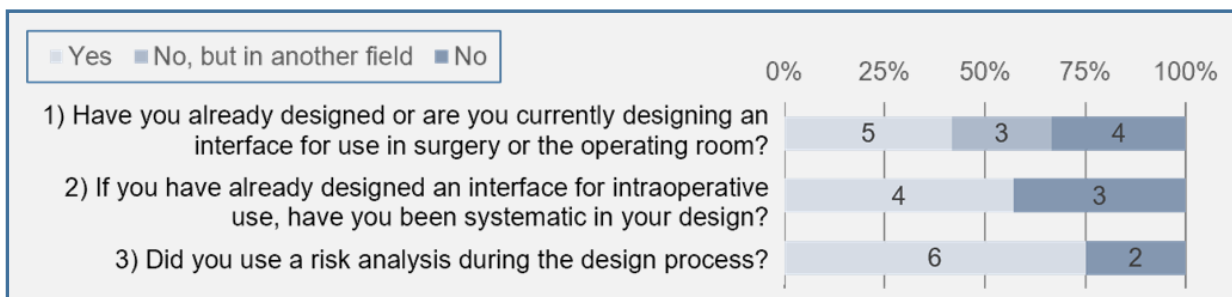 Yes No, but in another field No
0% 25% 50% 75% 100%
1) Have you already designed or are you currently designing an
interface for use in surgery or the operating room?
5 3 4
2) If you have already designed an interface for intraoperative
use, have you been systematic in your design?
4 3
3) Did you use a risk analysis during the design process?
6 2